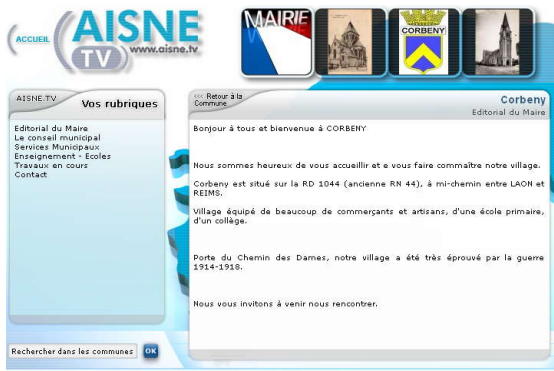 ACCUEIL
AISNE
TV
www.aisne.tv
MAIRIE
CORBENY
AISNE.TV
Vos rubriques
Editorial du Maire
Le conseil municipal
Services Municipaux
Enseignement - Ecoles
Travaux en cours
Contact
Rechercher dans les communes
OK
<<< Retour à la
Commune
Corbeny
Editorial du Maire
Bonjour à tous et bienvenue à CORBENY
Nous sommes heureux de vous accueillir et e vous faire commaître notre village.
Corbeny est situé sur la RD 1044 (ancienne RN 44), à mi-chemin entre LAON et
REIMS.
Village équipé de beaucoup de commerçants et artisans, d'une école primaire,
d'un collège.
Porte du Chemin des Dames, notre village a été très éprouvé par la guerre
1914-1918.
Nous vous invitons à venir nous rencontrer.